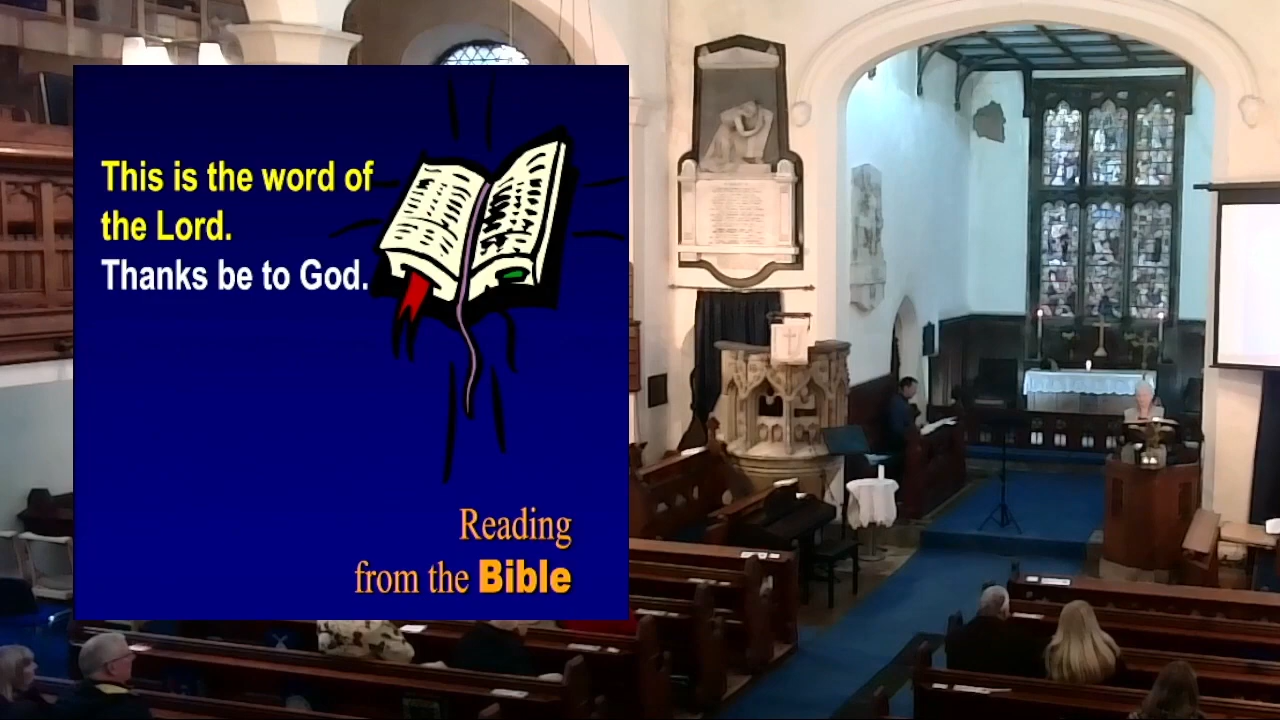 This is the word of
the Lord.
Thanks be to God.
Reading
from the Bible